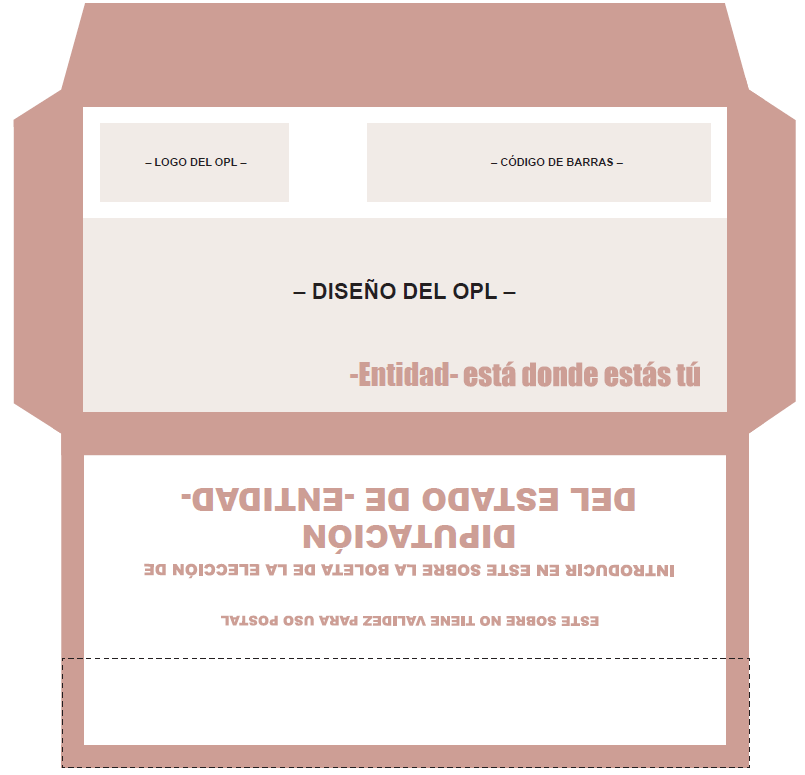 – LOGO DEL OPL –
– CÓDIGO DE BARRAS –
– DISEÑO DEL OPL –
-Entidad- está donde estás tú
ESTE SOBRE NO TIENE VALIDEZ PARA USO POSTAL
INTRODUCIR EN ESTE SOBRE LA BOLETA DE LA ELECCIÓN DE
DIPUTACIÓN
DEL ESTADO DE -ENTIDAD-